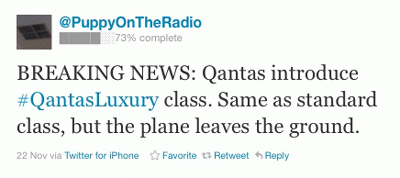 @PuppyOnTheRadio
73% complete
BREAKING NEWS: Qantas introduce
#QantasLuxury class. Same as standard
class, but the plane leaves the ground.
22 Nov via Twitter for iPhone Favorite Retweet Reply